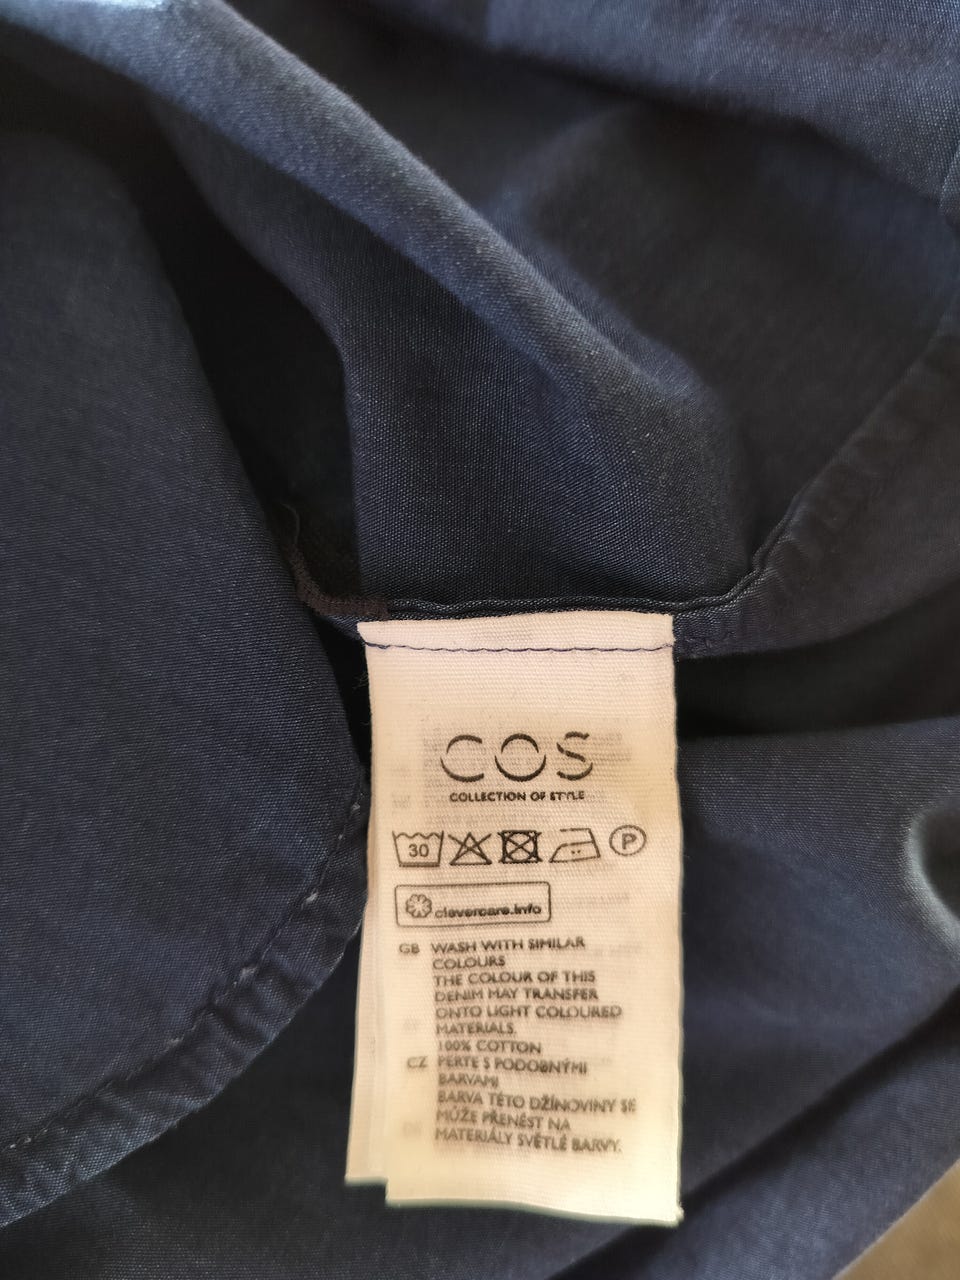 COS
COLLECTION OF STYLE
30 P
clevercare.info
GB WASH WITH SIMILAR
COLOURS
THE COLOUR OF THIS
DENIM MAY TRANSFER
ONTO LIGHT COLOURED
MATERIALS.
100% COTTON
CZ PERTE S PODOBNÝMI
BARVAMI
BARVA TÉTO DŽÍNOVINY SE
MŮŽE PŘENÉST NA
MATERIÁLY SVĚTLÉ BARVY.